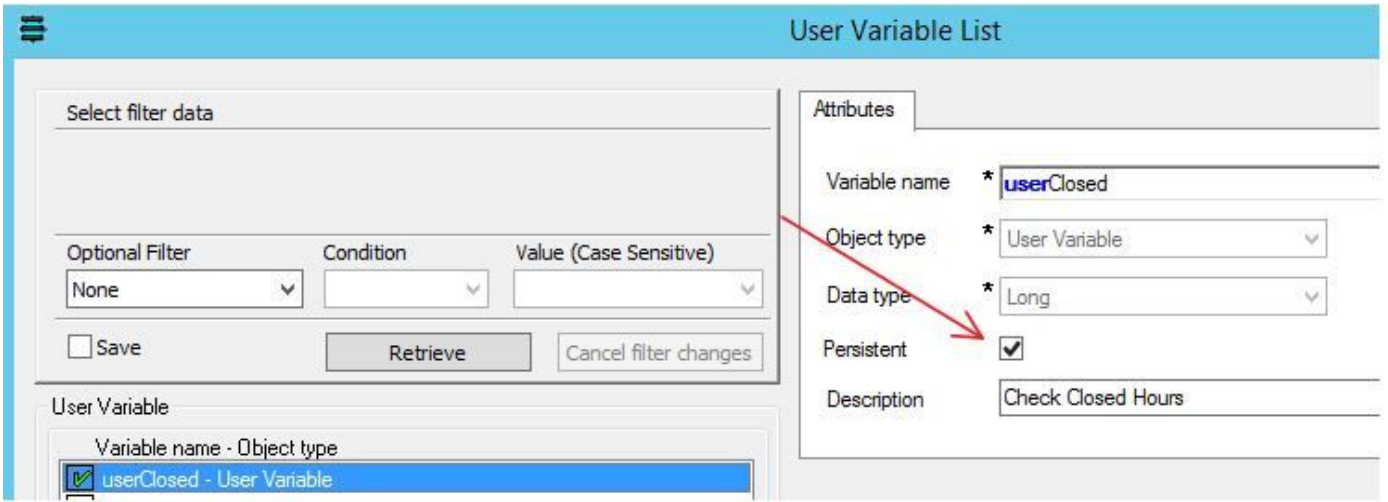 User Variable List
Select filter data
Optional Filter Condition Value (Case Sensitive)
None
Save Retrieve Cancel filter changes
User Variable
Variable name - Object type
userClosed - User Variable
Attributes
Variable name * userClosed
Object type * User Variable
Data type * Long
Persistent
Description Check Closed Hours